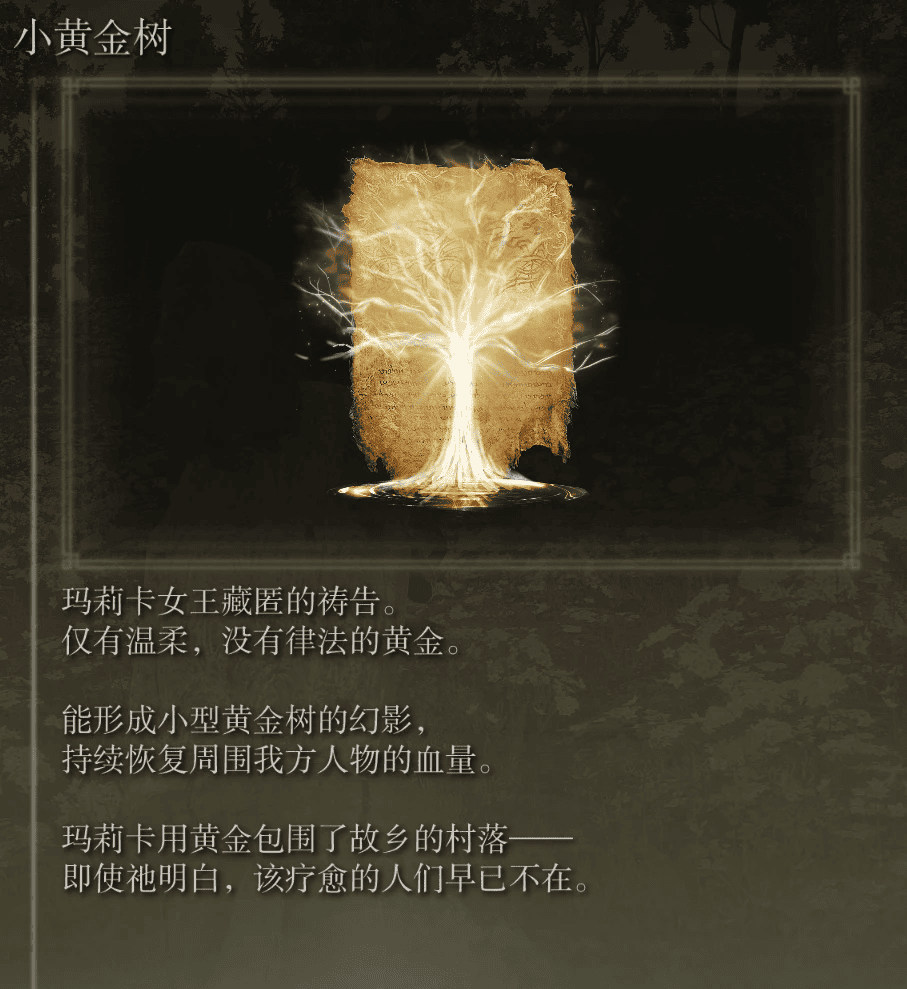 小黄金树
玛莉卡女王藏匿的祷告。
仅有温柔，没有律法的黄金。
能形成小型黄金树的幻影，
持续恢复周围我方人物的血量。
玛莉卡用黄金包围了故乡的村落——
即使祂明白，该疗愈的人们早已不在。